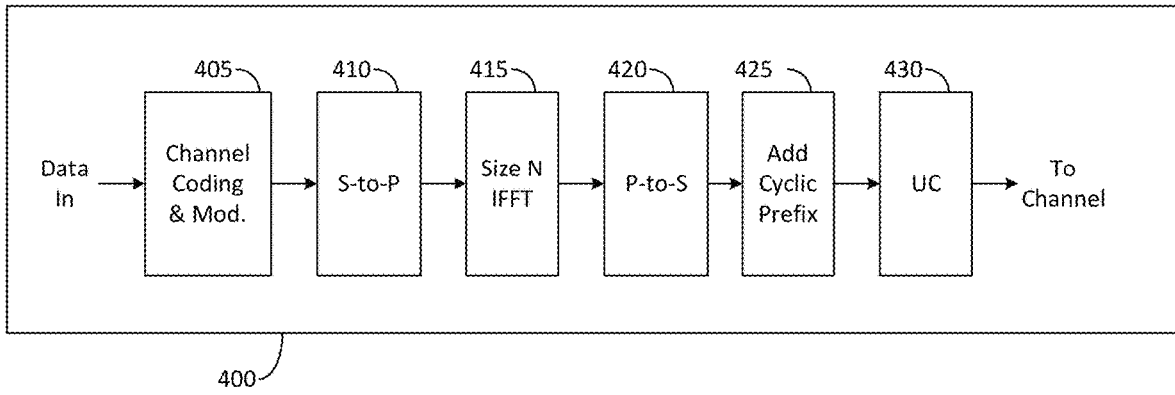 405
410
415
420
425
430
Data
In
Channel
Coding
& Mod.
S-to-P
Size N
IFFT
P-to-S
Add
Cyclic
Prefix
UC
To
Channel
400